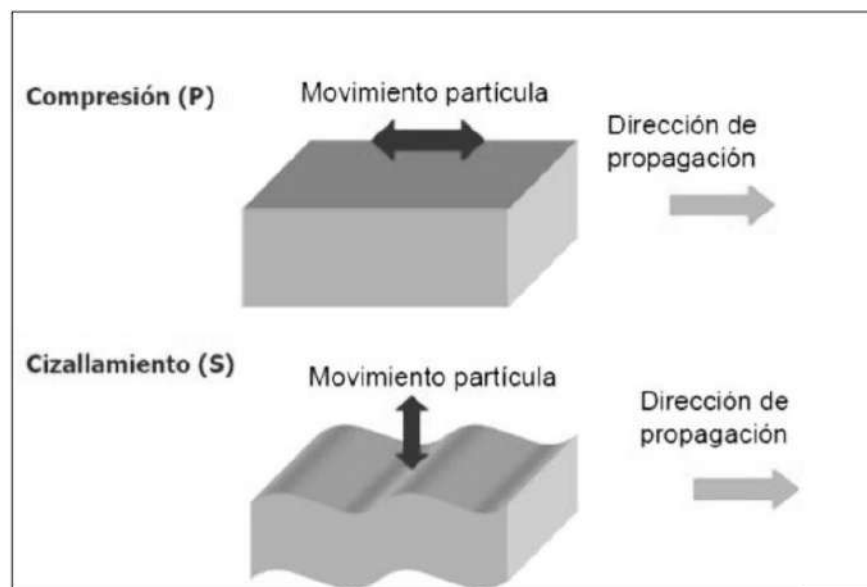 Compresión (P)
Movimiento partícula
Dirección de
propagación
Cizallamiento (S)
Movimiento partícula
Dirección de
propagación